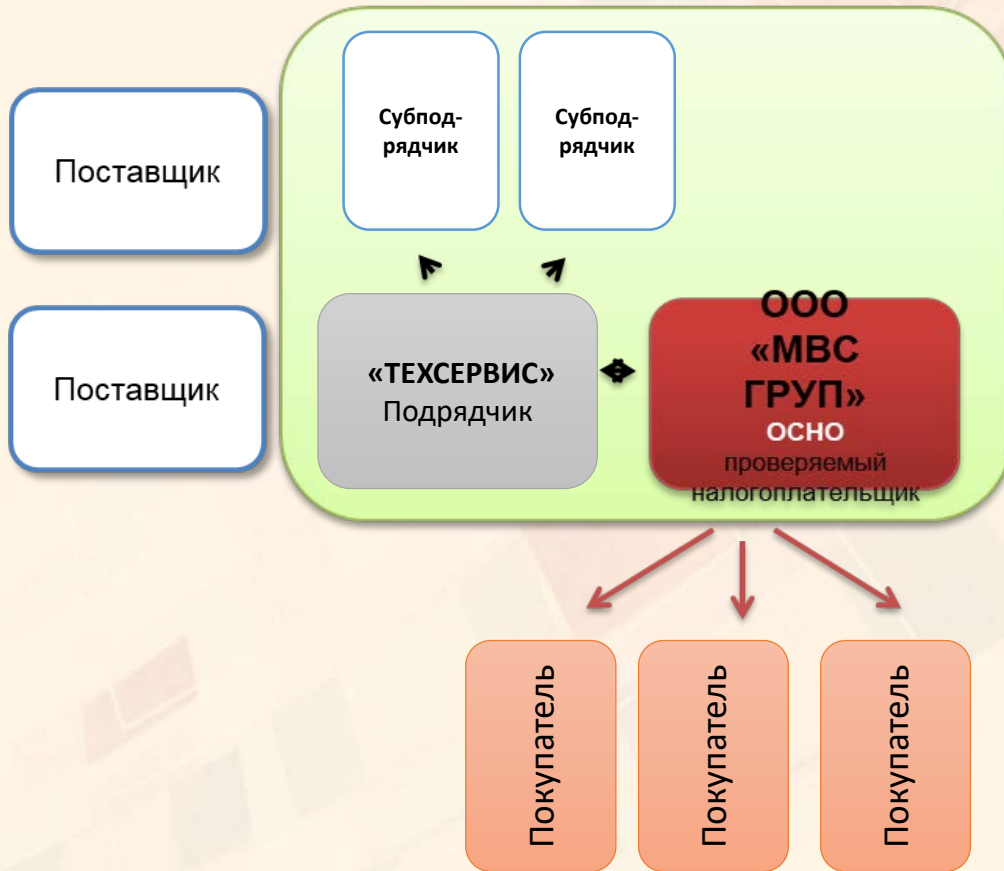 Субпод-
рядчик
Субпод-
рядчик
Поставщик
Поставщик
«ТЕХСЕРВИС»
Подрядчик
ООО
«МВС
ГРУП»
ОСНО
проверяемый
налогоплательщик
Покупатель
Покупатель
Покупатель